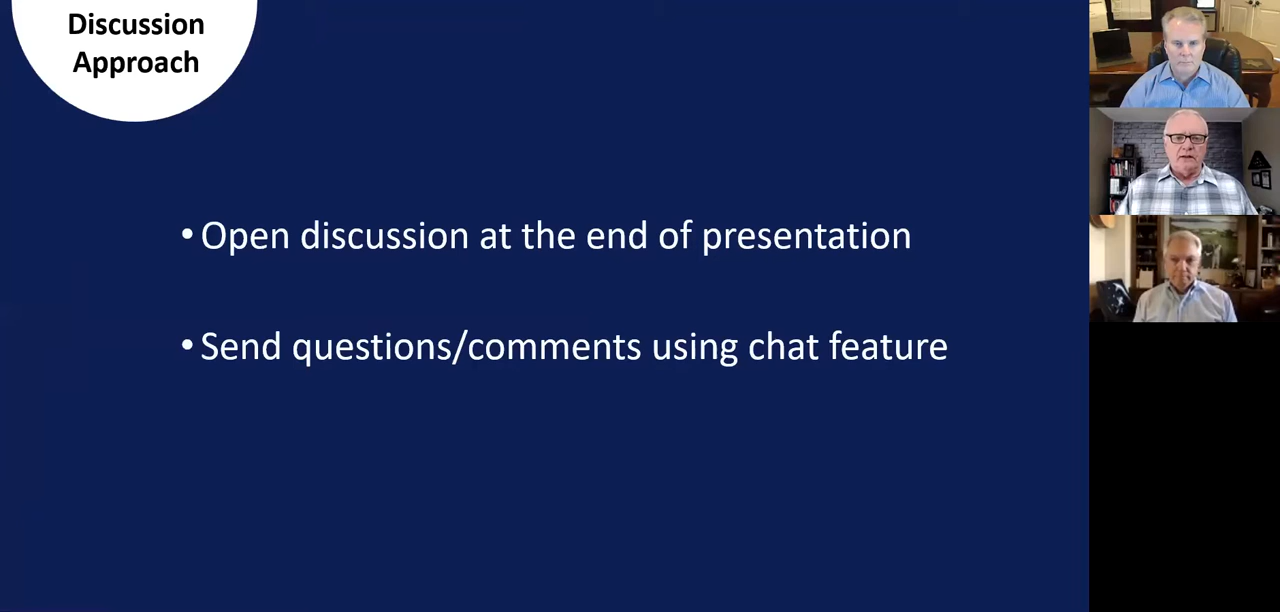 Discussion
Approach
• Open discussion at the end of presentation
• Send questions/comments using chat feature